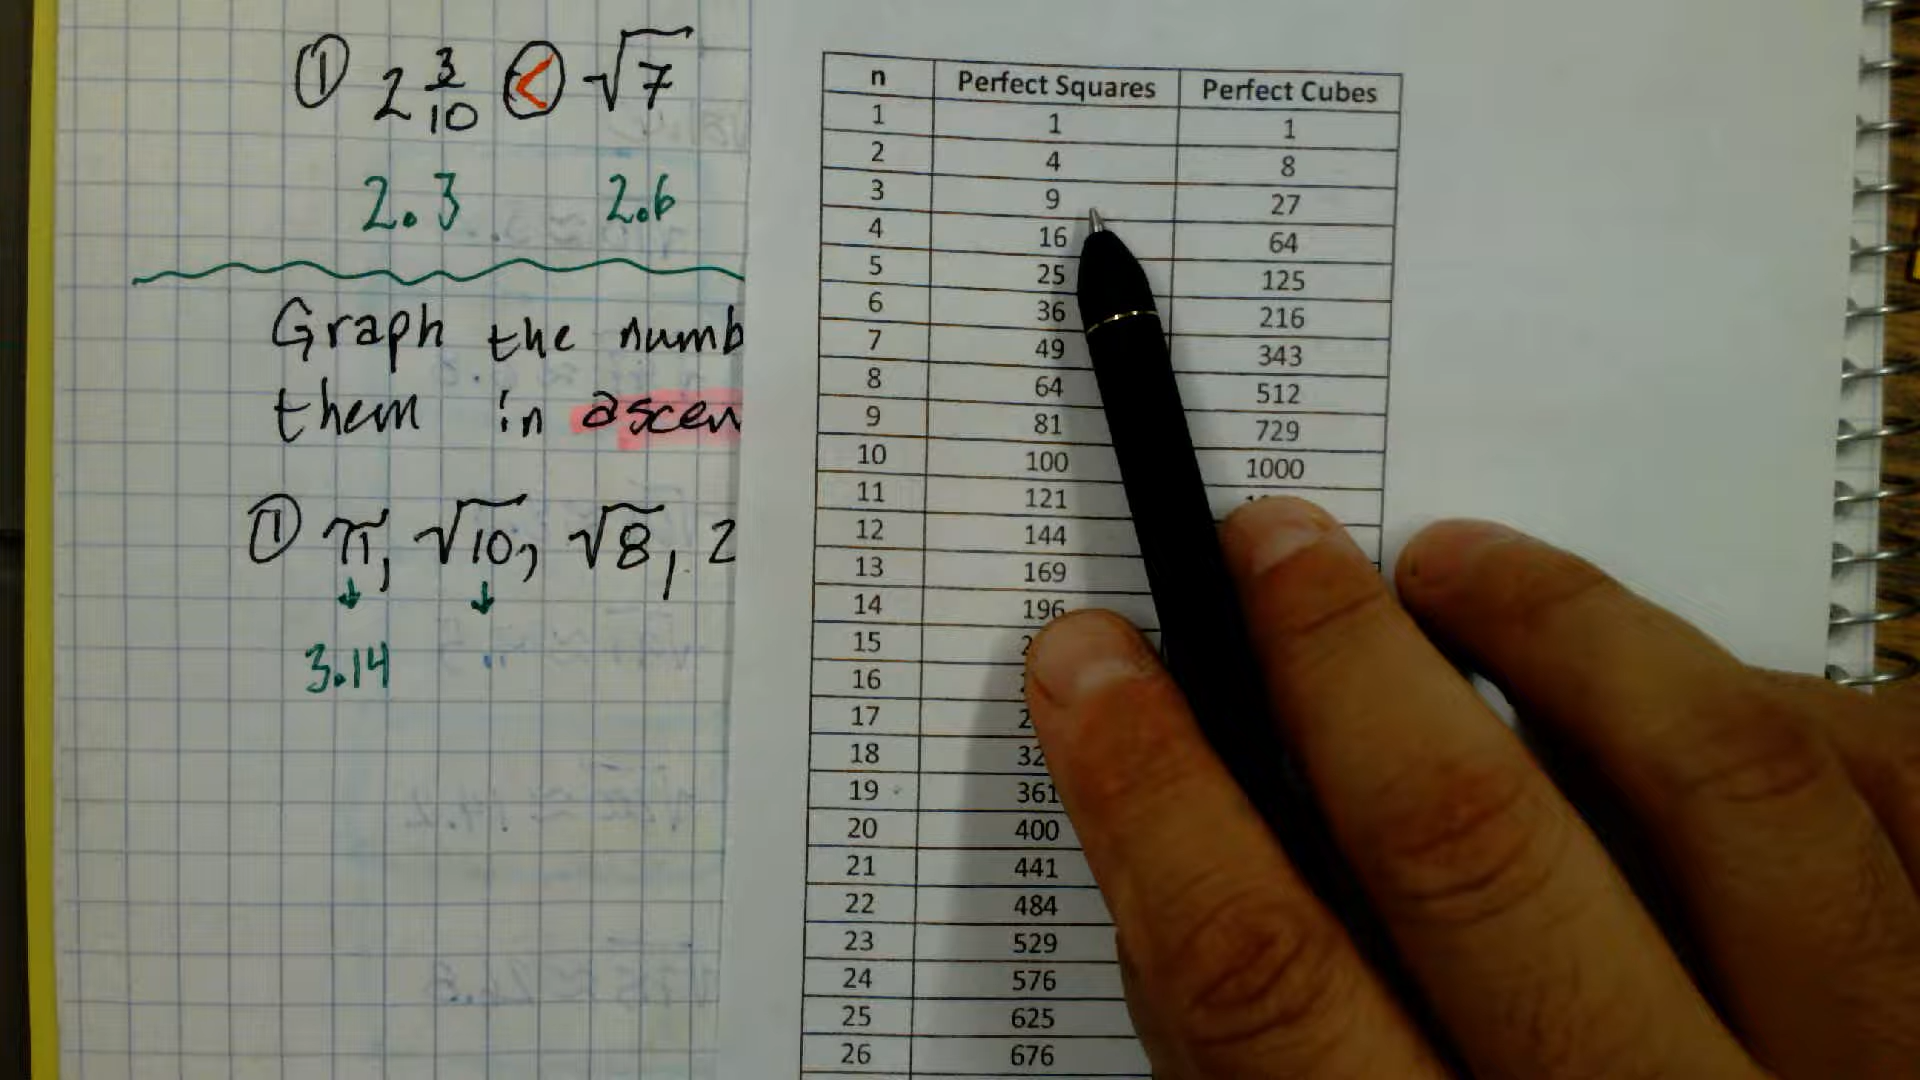 ① 2 3/10 < √7
2.3 2.6
Graph the numb
them in ascen
① π, √10, √8, 2
3.14
n Perfect Squares Perfect Cubes
1 1 1
2 4 8
3 9 27
4 16 64
5 25 125
6 36 216
7 49 343
8 64 512
9 81 729
10 100 1000
11 121
12 144
13 169
14 196
15 2
16 2
17 2
18 32
19 361
20 400
21 441
22 484
23 529
24 576
25 625
26 676